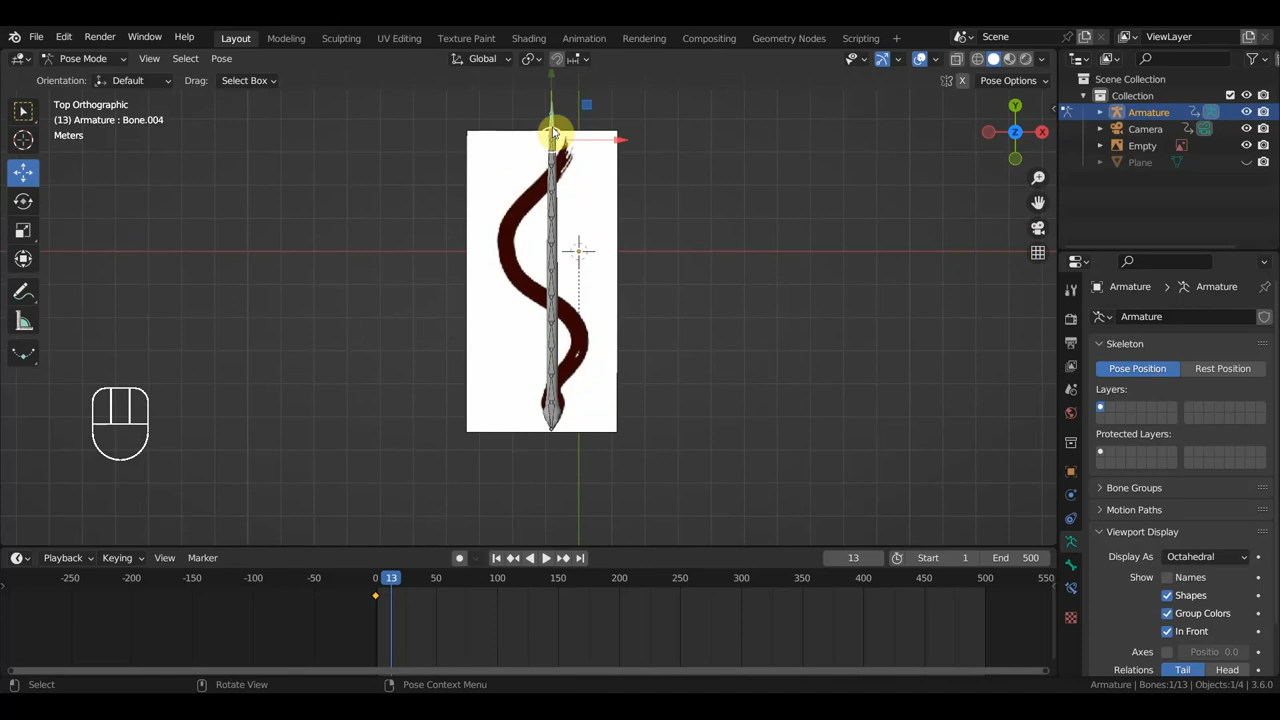 File Edit Render Window Help Layout Modeling Sculpting UV Editing Texture Paint Shading Animation Rendering Compositing Geometry Nodes Scripting + Scene ViewLayer
Pose Mode View Select Pose Global
Orientation: Default Drag: Select Box X Pose Options
Top Orthographic
(13) Armature : Bone.004
Meters
Y
X
Z
Scene Collection
Collection
Armature
Camera
Empty
Plane
Armature > Armature
Armature
Skeleton
Pose Position Rest Position
Layers:
Protected Layers:
Bone Groups
Motion Paths
Viewport Display
Display As Octahedral
Show Names
Shapes
Group Colors
In Front
Axes Positio 0.0
Relations Tail Head
Playback Keying View Marker 13 Start 1 End 500
-250 -200 -150 -100 -50 0 13 50 100 150 200 250 300 350 400 450 500 550
Select Rotate View Pose Context Menu Armature | Bones:1/13 | Objects:1/4 | 3.6.0